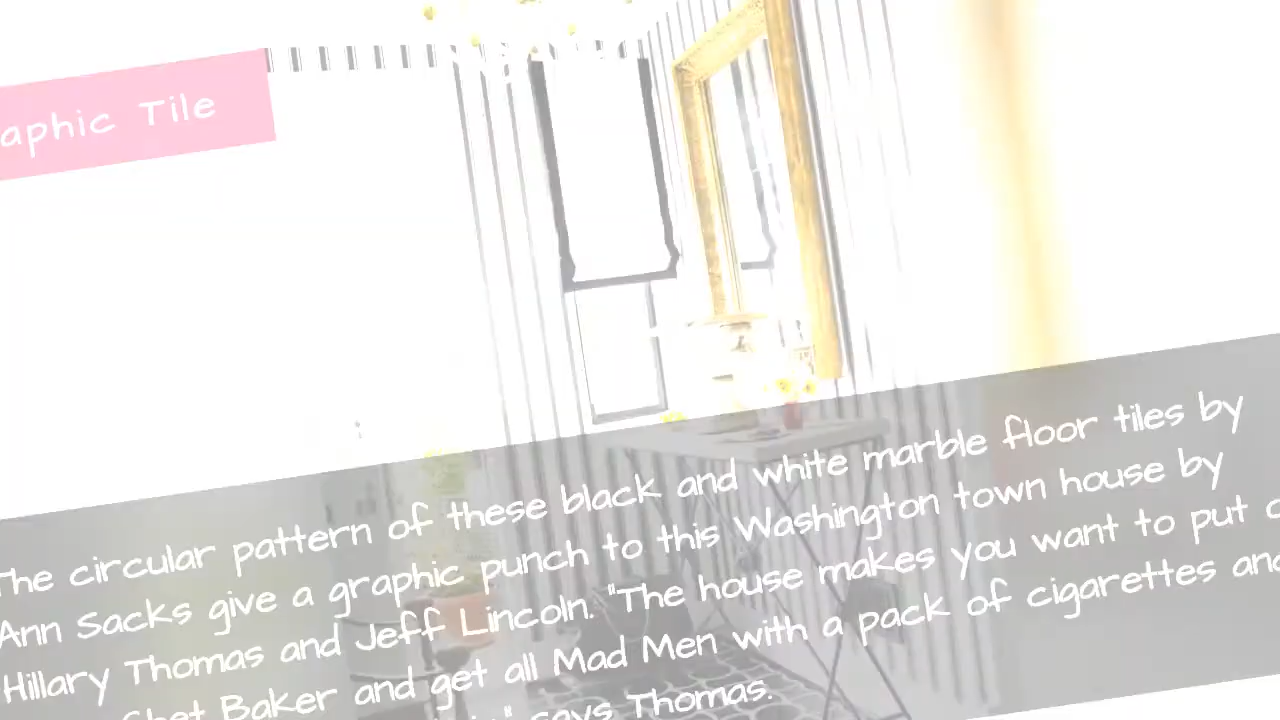 aphic Tile
The circular pattern of these black and white marble floor tiles by
Ann Sacks give a graphic punch to this Washington town house by
Hillary Thomas and Jeff Lincoln. "The house makes you want to put
Chet Baker and get all Mad Men with a pack of cigarettes and
says Thomas.